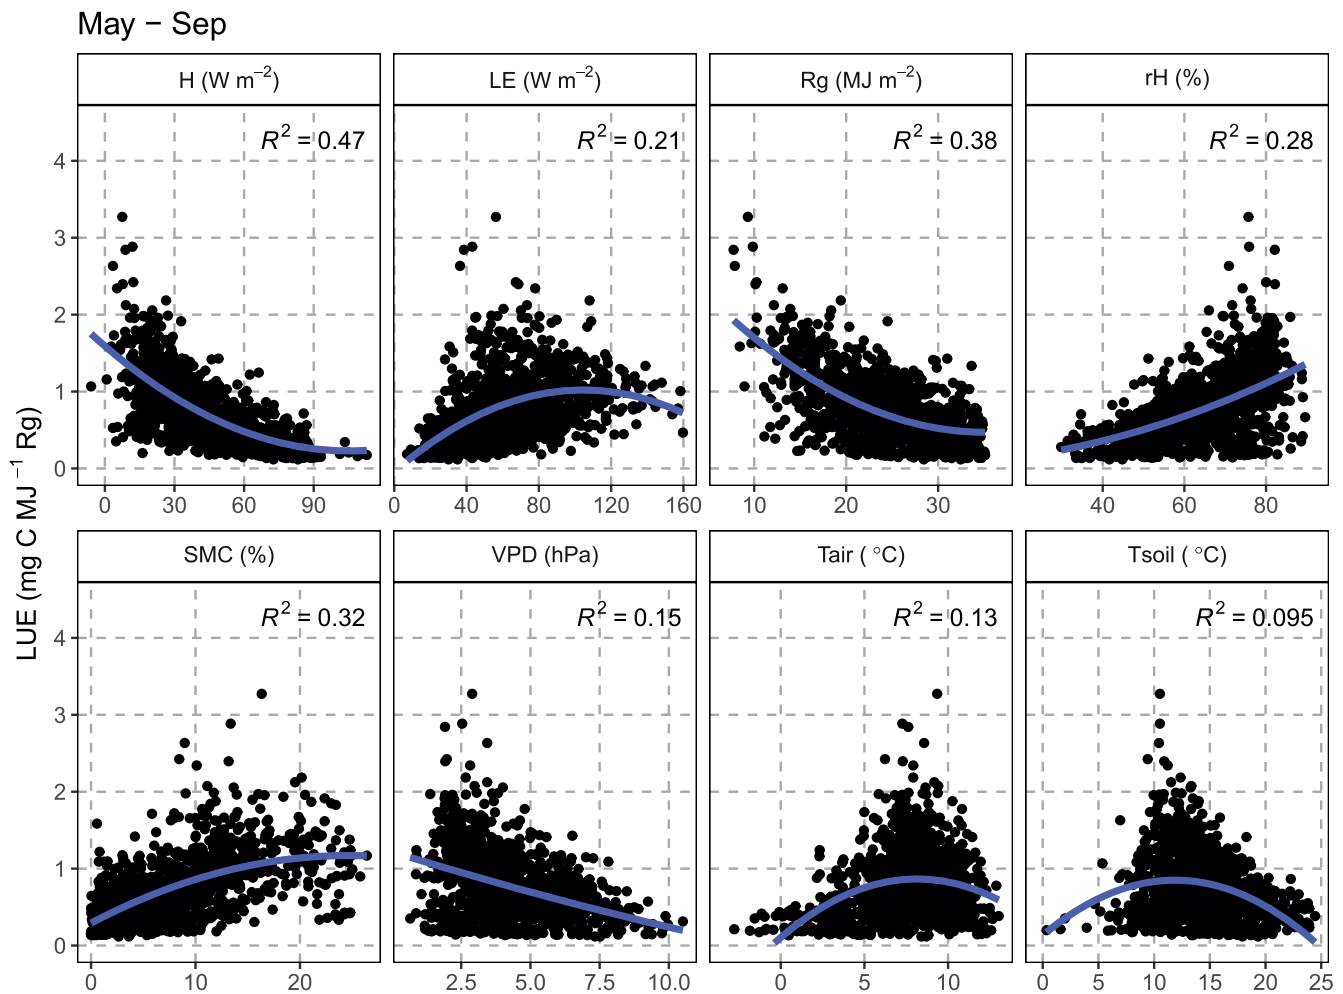 May − Sep
H (W m⁻²) LE (W m⁻²) Rg (MJ m⁻²) rH (%)
R² = 0.47 R² = 0.21 R² = 0.38 R² = 0.28
4
3
2
1
0
0 30 60 90 0 40 80 120 160 10 20 30 40 60 80
LUE (mg C MJ⁻¹ Rg)
SMC (%) VPD (hPa) Tair ( °C) Tsoil ( °C)
R² = 0.32 R² = 0.15 R² = 0.13 R² = 0.095
4
3
2
1
0
0 10 20 2.5 5.0 7.5 10.0 0 5 10 0 5 10 15 20 25